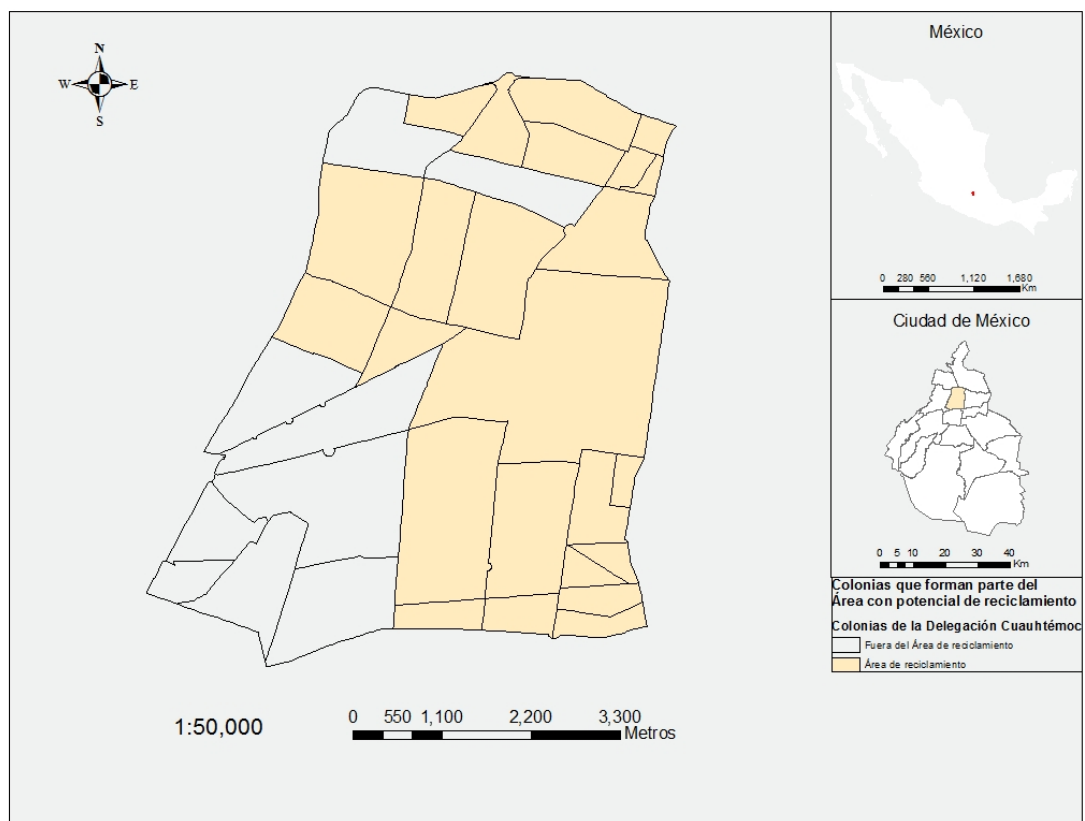 N
W E
S
1:50,000
0 550 1,100 2,200 3,300
Metros
México
0 280 560 1,120 1,680
Km
Ciudad de México
0 5 10 20 30 40
Km
Colonias que forman parte del
Área con potencial de reciclamiento
Colonias de la Delegación Cuauhtémoc
Fuera del Área de reciclamiento
Área de reciclamiento